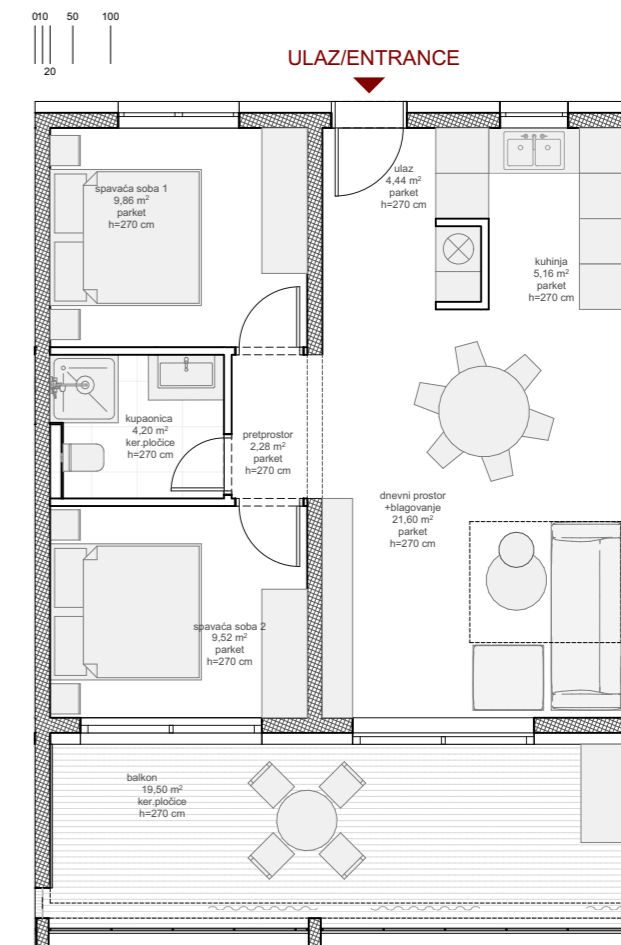 010 50 100
20
ULAZ/ENTRANCE
ulaz
4,44 m²
parket
h=270 cm
spavaća soba 1
9,86 m²
parket
h=270 cm
kuhinja
5,16 m²
parket
h=270 cm
kupaonica
4,20 m²
ker.pločice
h=270 cm
pretprostor
2,28 m²
parket
h=270 cm
dnevni prostor
+blagovanje
21,60 m²
parket
h=270 cm
spavaća soba 2
9,52 m²
parket
h=270 cm
balkon
19,50 m²
ker.pločice
h=270 cm